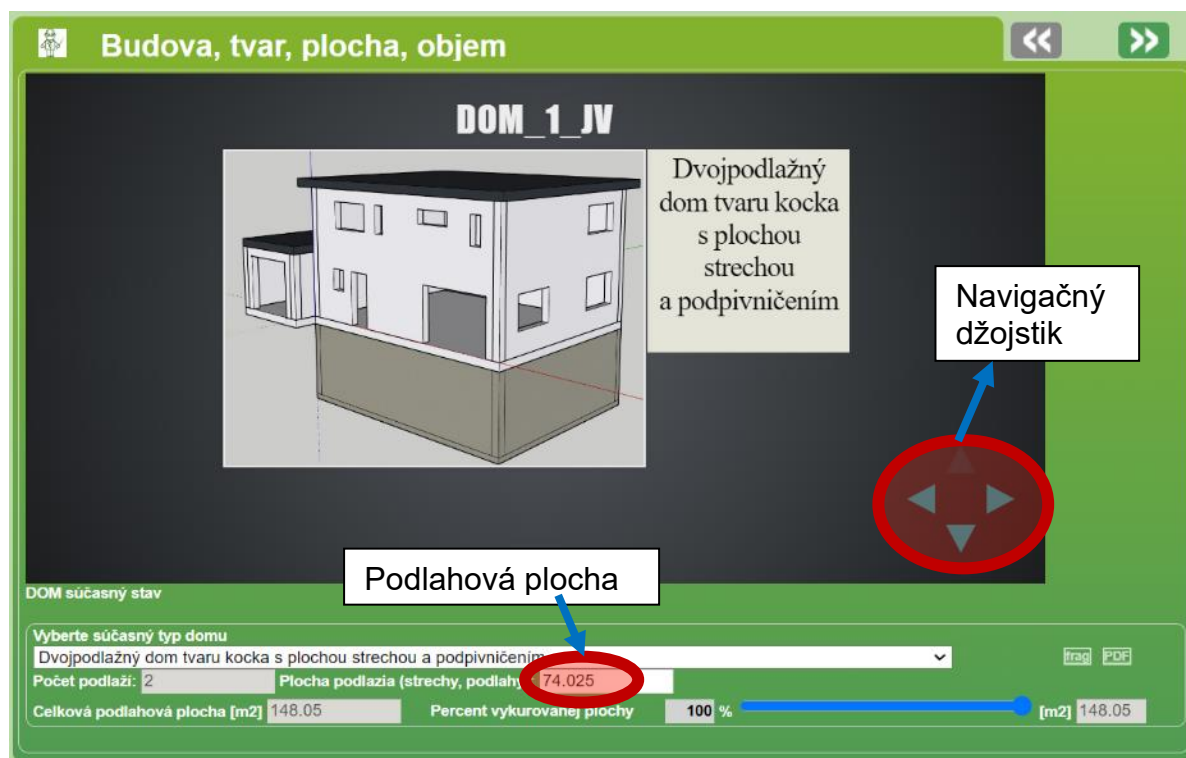 Budova, tvar, plocha, objem
DOM_1_JV
Dvojpodlažný
dom tvaru kocka
s plochou
strechou
a podpivničením
Navigačný
džojstik
Podlahová plocha
DOM súčasný stav
Vyberte súčasný typ domu
Dvojpodlažný dom tvaru kocka s plochou strechou a podpivničením
frag PDF
Počet podlaží: 2 Plocha podlazia (strechy, podlahy 74.025
Celková podlahová plocha [m2] 148.05 Percent vykurovanej plochy 100 % [m2] 148.05